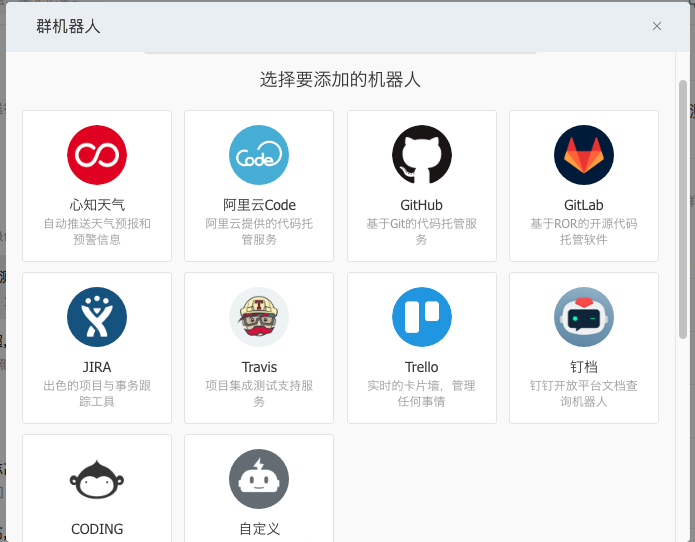 群机器人
选择要添加的机器人
心知天气
自动推送天气预报和
预警信息
Code
阿里云Code
阿里云提供的代码托
管服务
GitHub
基于Git的代码托管服
务
GitLab
基于ROR的开源代码
托管软件
JIRA
出色的项目与事务跟
踪工具
T
Travis
项目集成测试支持服
务
Trello
实时的卡片墙，管理
任何事情
钉档
钉钉开放平台文档查
询机器人
CODING
自定义